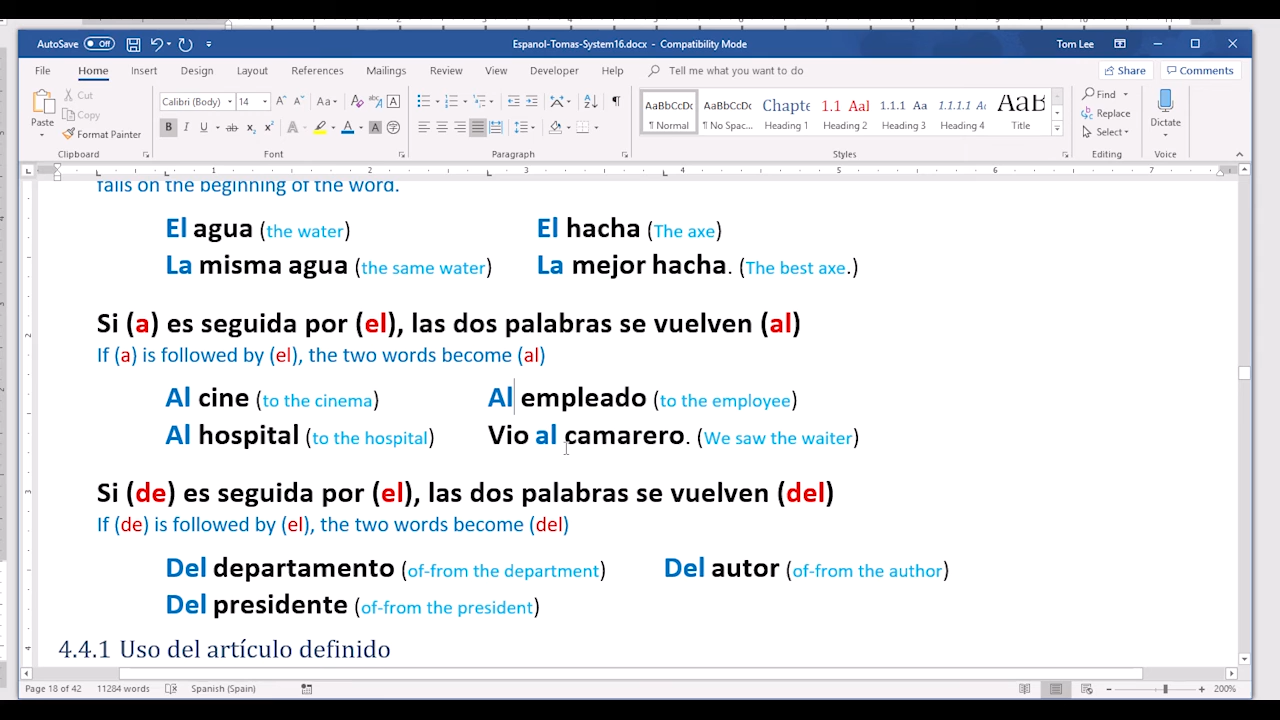 AutoSave Off
Espanol-Tomas-System16.docx - Compatibility Mode
Tom Lee
File Home Insert Design Layout References Mailings Review View Developer Help Tell me what you want to do Share Comments
Paste Cut
Copy
Format Painter
Calibri (Body) 14
AaBbCcDc AaBbCcDc Chapte 1.1 Aal 1.1.1 Aa 1.1.1.1 Ac AaB
¶ Normal ¶ No Spac... Heading 1 Heading 2 Heading 3 Heading 4 Title
Find
Replace
Select
Dictate
Clipboard Font Paragraph Styles Editing Voice
falls on the beginning of the word.
El agua (the water) El hacha (The axe)
La misma agua (the same water) La mejor hacha. (The best axe.)
Si (a) es seguida por (el), las dos palabras se vuelven (al)
If (a) is followed by (el), the two words become (al)
Al cine (to the cinema) Al empleado (to the employee)
Al hospital (to the hospital) Vio al camarero. (We saw the waiter)
Si (de) es seguida por (el), las dos palabras se vuelven (del)
If (de) is followed by (el), the two words become (del)
Del departamento (of-from the department) Del autor (of-from the author)
Del presidente (of-from the president)
4.4.1 Uso del artículo definido
Page 18 of 42 11284 words Spanish (Spain) 200%